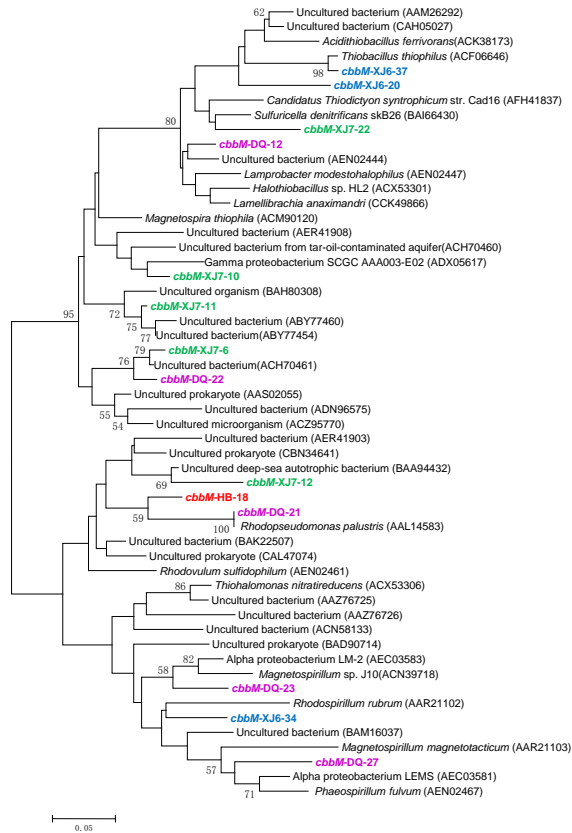 62
Uncultured bacterium (AAM26292)
Uncultured bacterium (CAH05027)
Acidithiobacillus ferrivorans(ACK38173)
Thiobacillus thiophilus (ACF06646)
98
cbbM-XJ6-37
cbbM-XJ6-20
Candidatus Thiodictyon syntrophicum str. Cad16 (AFH41837)
Sulfuricella denitrificans skB26 (BAI66430)
80
cbbM-XJ7-22
cbbM-DQ-12
Uncultured bacterium (AEN02444)
Lamprobacter modestohalophilus (AEN02447)
Halothiobacillus sp. HL2 (ACX53301)
Lamellibrachia anaximandri (CCK49866)
Magnetospira thiophila (ACM90120)
Uncultured bacterium (AER41908)
Uncultured bacterium from tar-oil-contaminated aquifer(ACH70460)
Gamma proteobacterium SCGC AAA003-E02 (ADX05617)
cbbM-XJ7-10
Uncultured organism (BAH80308)
95
72
cbbM-XJ7-11
75
Uncultured bacterium (ABY77460)
77
Uncultured bacterium(ABY77454)
79
cbbM-XJ7-6
76
Uncultured bacterium(ACH70461)
cbbM-DQ-22
Uncultured prokaryote (AAS02055)
55
Uncultured bacterium (ADN96575)
54
Uncultured microorganism (ACZ95770)
Uncultured bacterium (AER41903)
Uncultured prokaryote (CBN34641)
Uncultured deep-sea autotrophic bacterium (BAA94432)
69
cbbM-XJ7-12
cbbM-HB-18
59
cbbM-DQ-21
100
Rhodopseudomonas palustris (AAL14583)
Uncultured bacterium (BAK22507)
Uncultured prokaryote (CAL47074)
Rhodovulum sulfidophilum (AEN02461)
86
Thiohalomonas nitratireducens (ACX53306)
Uncultured bacterium (AAZ76725)
Uncultured bacterium (AAZ76726)
Uncultured bacterium (ACN58133)
Uncultured prokaryote (BAD90714)
82
Alpha proteobacterium LM-2 (AEC03583)
58
Magnetospirillum sp. J10(ACN39718)
cbbM-DQ-23
Rhodospirillum rubrum (AAR21102)
cbbM-XJ6-34
Uncultured bacterium (BAM16037)
Magnetospirillum magnetotacticum (AAR21103)
57
cbbM-DQ-27
Alpha proteobacterium LEMS (AEC03581)
71
Phaeospirillum fulvum (AEN02467)
0.05